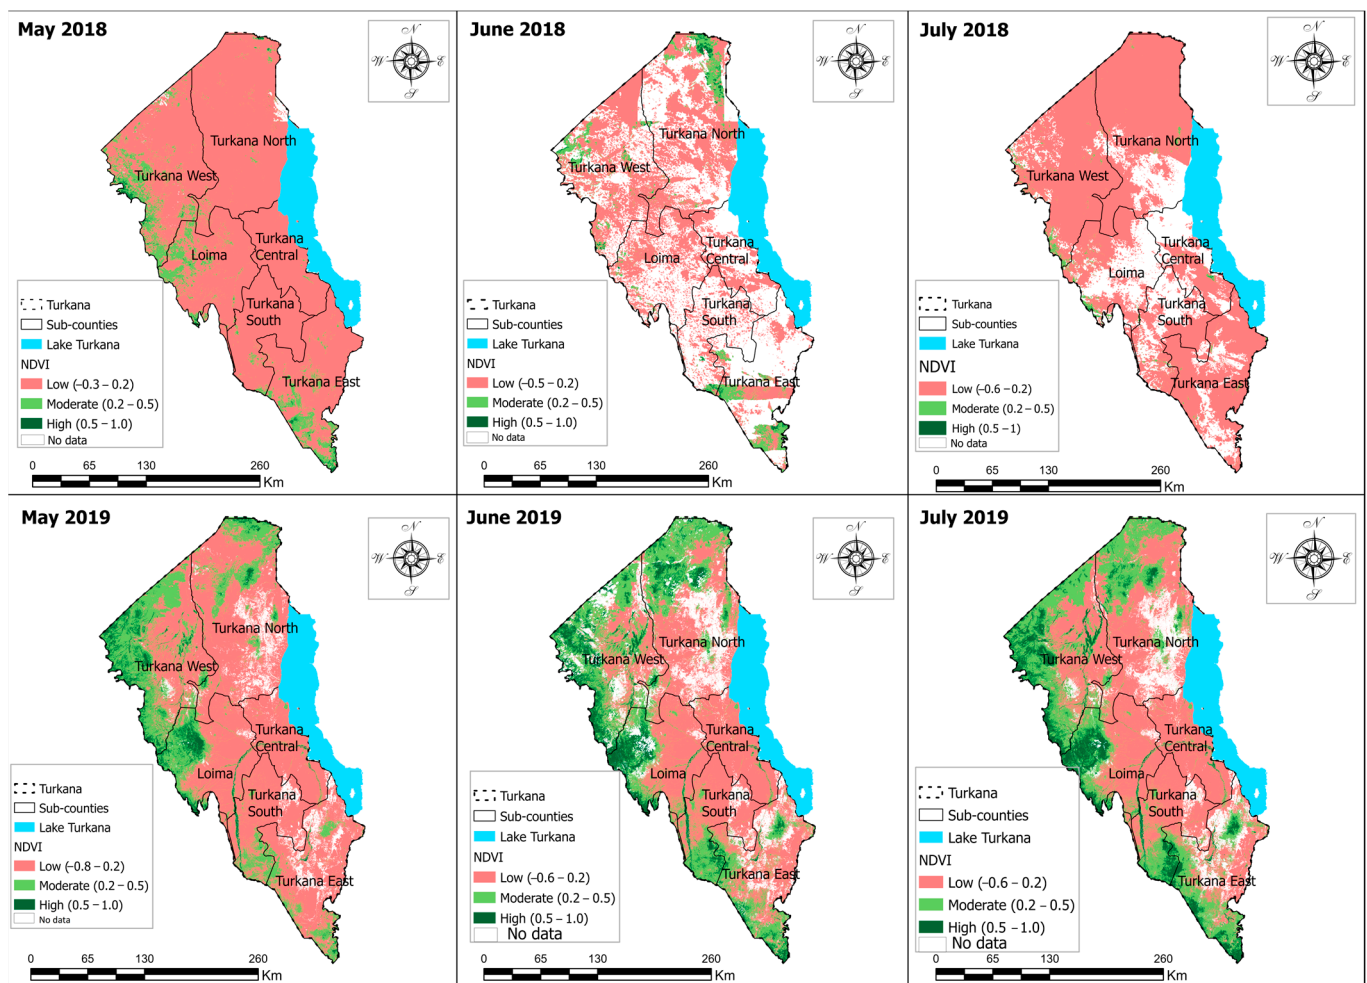 May 2018
N
W E
S
Turkana North
Turkana West
Turkana
Central
Loima
Turkana
South
Turkana East
Turkana
Sub-counties
Lake Turkana
NDVI
Low (–0.3 – 0.2)
Moderate (0.2 – 0.5)
High (0.5 – 1.0)
No data
0 65 130 260
Km
June 2018
N
W E
S
Turkana North
Turkana West
Turkana
Central
Loima
Turkana
South
Turkana East
Turkana
Sub-counties
Lake Turkana
NDVI
Low (–0.5 – 0.2)
Moderate (0.2 – 0.5)
High (0.5 – 1.0)
No data
0 65 130 260
Km
July 2018
N
W E
S
Turkana North
Turkana West
Turkana
Central
Loima
Turkana
South
Turkana East
Turkana
Sub-counties
Lake Turkana
NDVI
Low (–0.6 –0.2)
Moderate (0.2 –0.5)
High (0.5 –1)
No data
0 65 130 260
Km
May 2019
N
W E
S
Turkana North
Turkana West
Turkana
Central
Loima
Turkana
South
Turkana East
Turkana
Sub-counties
Lake Turkana
NDVI
Low (–0.8 – 0.2)
Moderate (0.2 – 0.5)
High (0.5 – 1.0)
No data
0 65 130 260
Km
June 2019
N
W E
S
Turkana North
Turkana West
Turkana
Central
Loima
Turkana
South
Turkana East
Turkana
Sub-counties
Lake Turkana
NDVI
Low (–0.6 – 0.2)
Moderate (0.2 – 0.5)
High (0.5 – 1.0)
No data
0 65 130 260
Km
July 2019
N
W E
S
Turkana North
Turkana West
Turkana
Central
Loima
Turkana
South
Turkana East
Turkana
Sub-counties
Lake Turkana
NDVI
Low (–0.6 – 0.2)
Moderate (0.2 – 0.5)
High (0.5 –1.0)
No data
0 65 130 260
Km